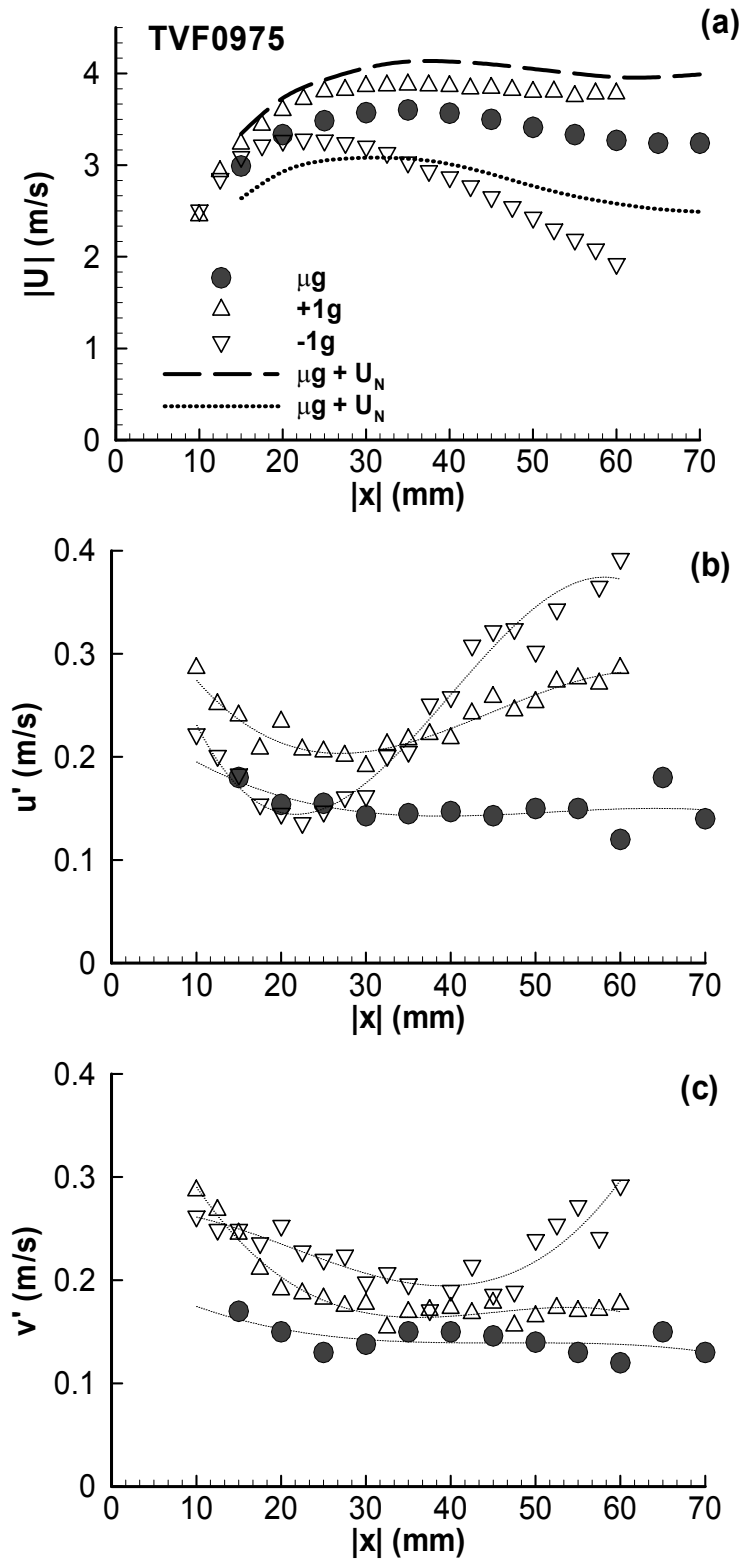 (a)
TVF0975
4
3
2
1
0
|U| (m/s)
μg
+1g
-1g
μg + U_N
μg + U_N
0 10 20 30 40 50 60 70
|x| (mm)
(b)
0.4
0.3
0.2
0.1
0
u' (m/s)
0 10 20 30 40 50 60 70
|x| (mm)
(c)
0.4
0.3
0.2
0.1
0
v' (m/s)
0 10 20 30 40 50 60 70
|x| (mm)